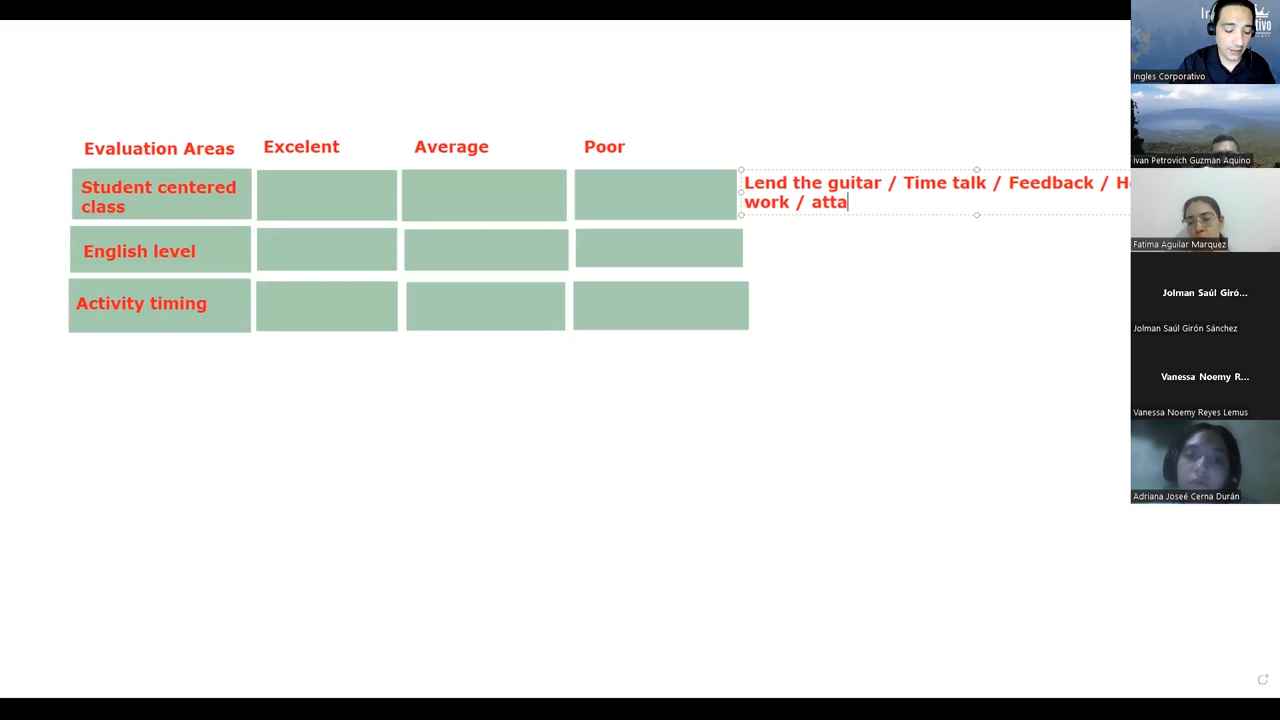 Evaluation Areas Excelent Average Poor
Student centered
class
Lend the guitar / Time talk / Feedback /
work / atta
English level
Activity timing
Ingles Corporativo
Ivan Petrovich Guzman Aquino
Fatima Aguilar Marquez
Jolman Saúl Giró...
Jolman Saúl Girón Sánchez
Vanessa Noemy R...
Vanessa Noemy Reyes Lemus
Adriana Joseé Cerna Durán